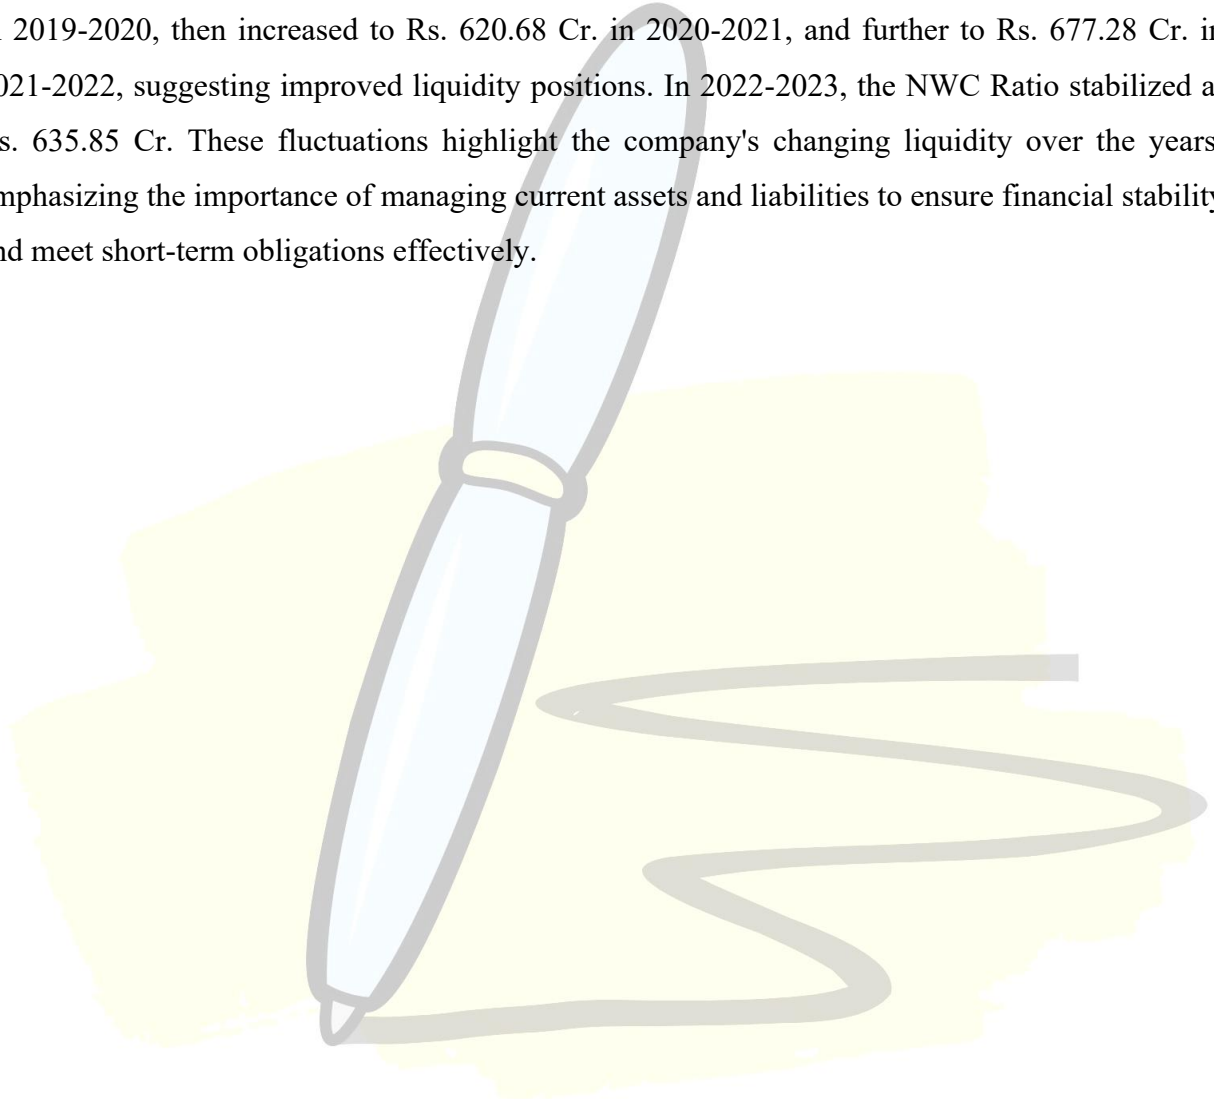 2019-2020, then increased to Rs. 620.68 Cr. in 2020-2021, and further to Rs. 677.28 Cr. in
021-2022, suggesting improved liquidity positions. In 2022-2023, the NWC Ratio stabilized a
s. 635.85 Cr. These fluctuations highlight the company's changing liquidity over the years
mphasizing the importance of managing current assets and liabilities to ensure financial stability
nd meet short-term obligations effectively.